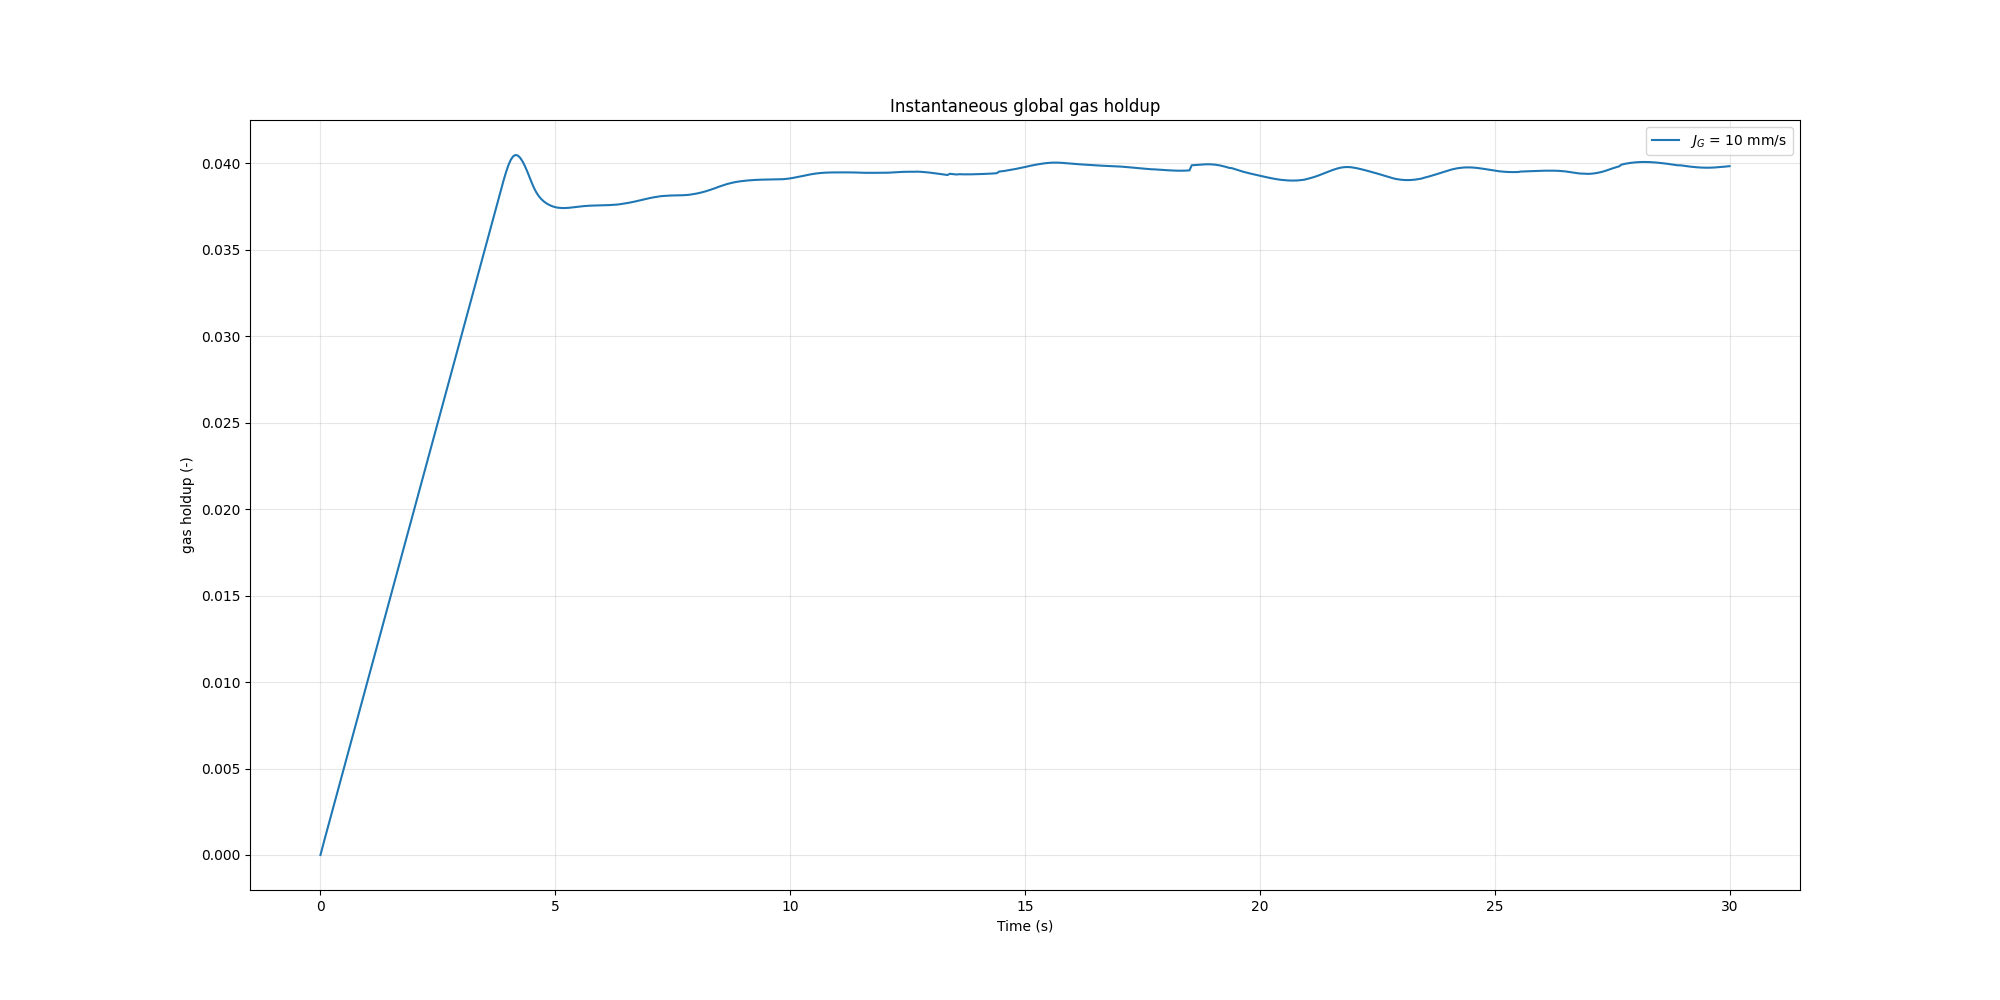 Instantaneous global gas holdup
J_G = 10 mm/s
0.040
0.035
0.030
0.025
0.020
0.015
0.010
0.005
0.000
gas holdup (-)
0 5 10 15 20 25 30
Time (s)